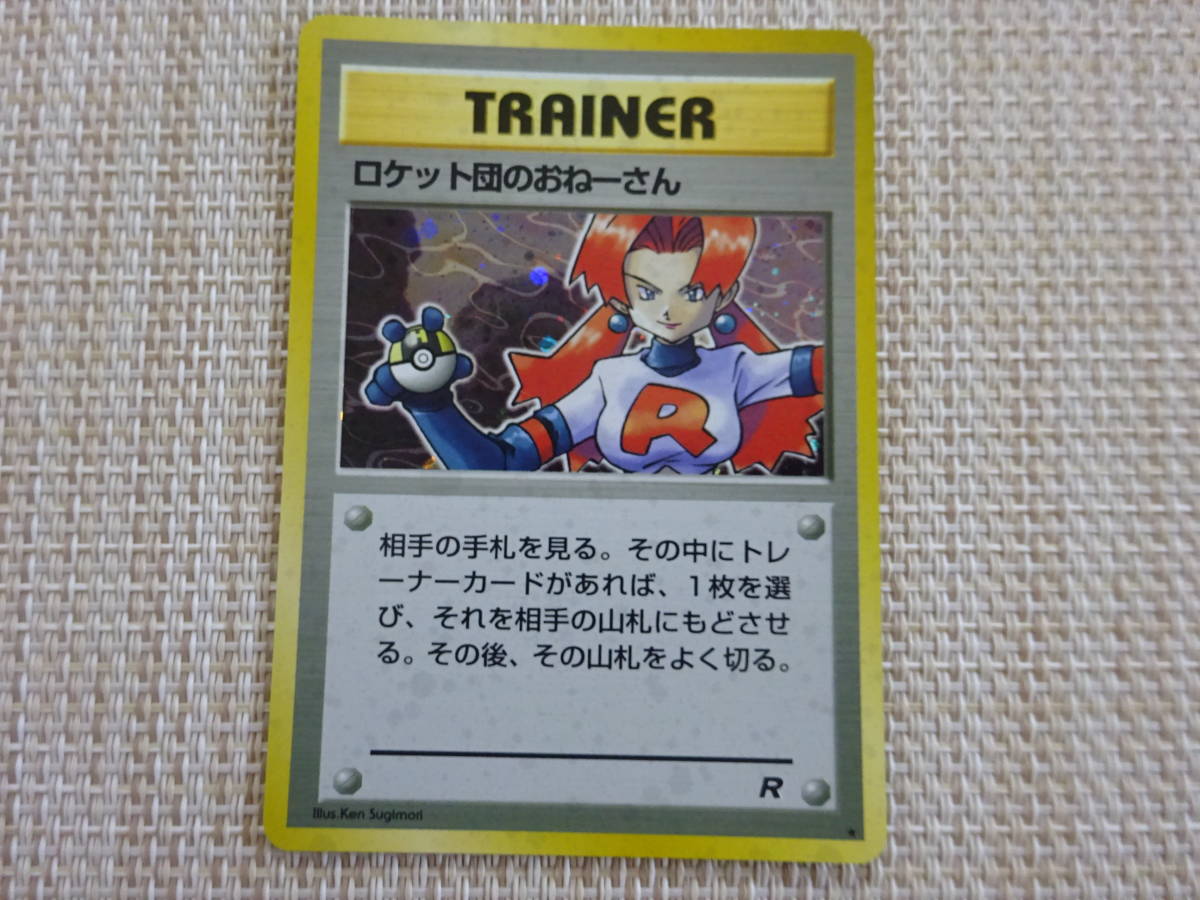 TRAINER
ロケット団のおねーさん
R
相手の手札を見る。その中にトレ
ーナーカードがあれば、1枚を選
び、それを相手の山札にもどさせ
る。その後、その山札をよく切る。
R
Illus.Ken Sugimori